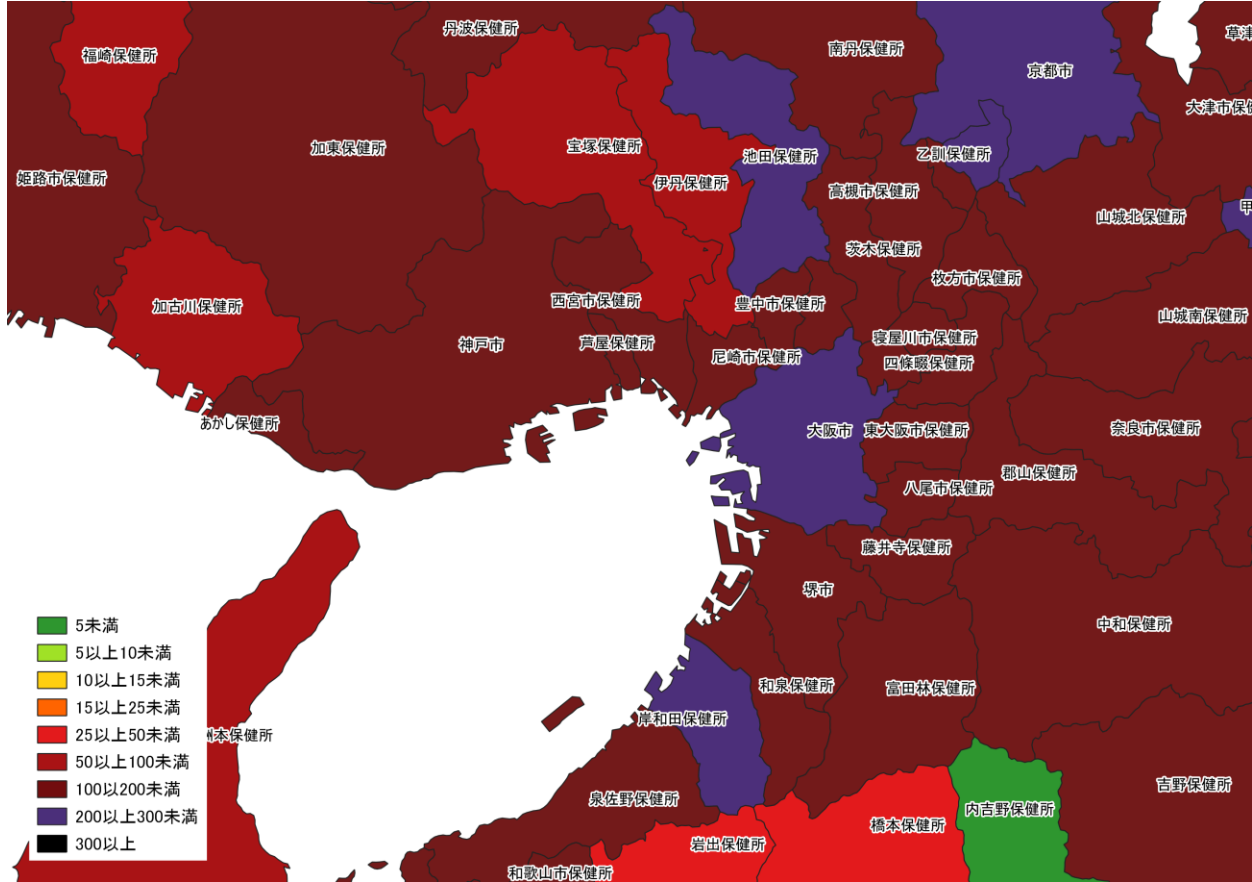 丹波保健所
南丹保健所
草津
福崎保健所
京都市
大津市保健
加東保健所
宝塚保健所
池田保健所
乙訓保健所
姫路市保健所
伊丹保健所
高槻市保健所
甲
山城北保健所
茨木保健所
枚方市保健所
加古川保健所
西宮市保健所
豊中市保健所
山城南保健所
神戸市
芦屋保健所
尼崎市保健所
寝屋川市保健所
四條畷保健所
あかし保健所
大阪市
東大阪市保健所
奈良市保健所
郡山保健所
八尾市保健所
藤井寺保健所
堺市
中和保健所
和泉保健所
富田林保健所
岸和田保健所
州本保健所
泉佐野保健所
吉野保健所
内吉野保健所
橋本保健所
岩出保健所
和歌山市保健所
5未満
5以上10未満
10以上15未満
15以上25未満
25以上50未満
50以上100未満
100以200未満
200以上300未満
300以上